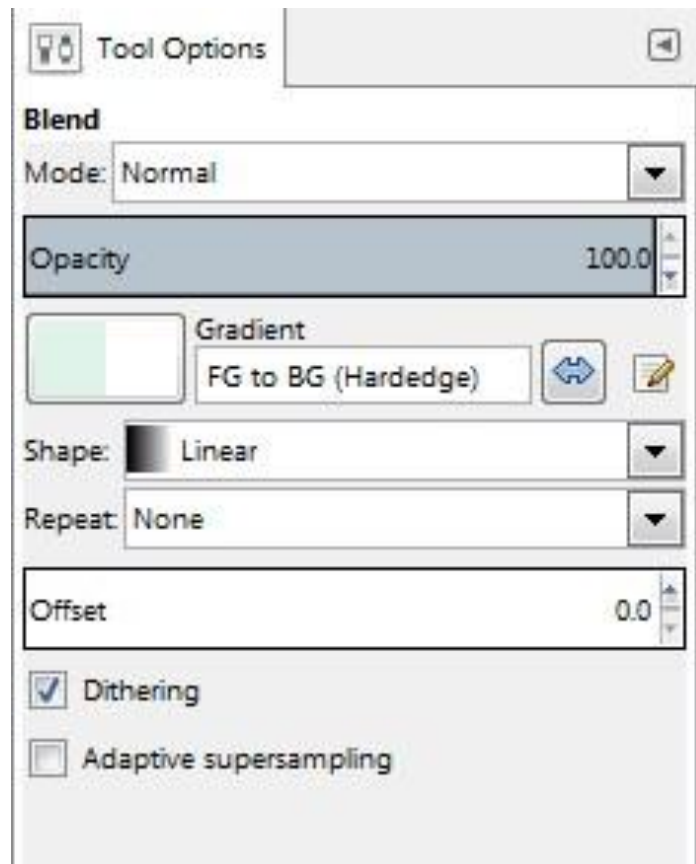 Tool Options
Blend
Mode: Normal
Opacity 100.0
Gradient
FG to BG (Hardedge)
Shape: Linear
Repeat: None
Offset 0.0
Dithering
Adaptive supersampling